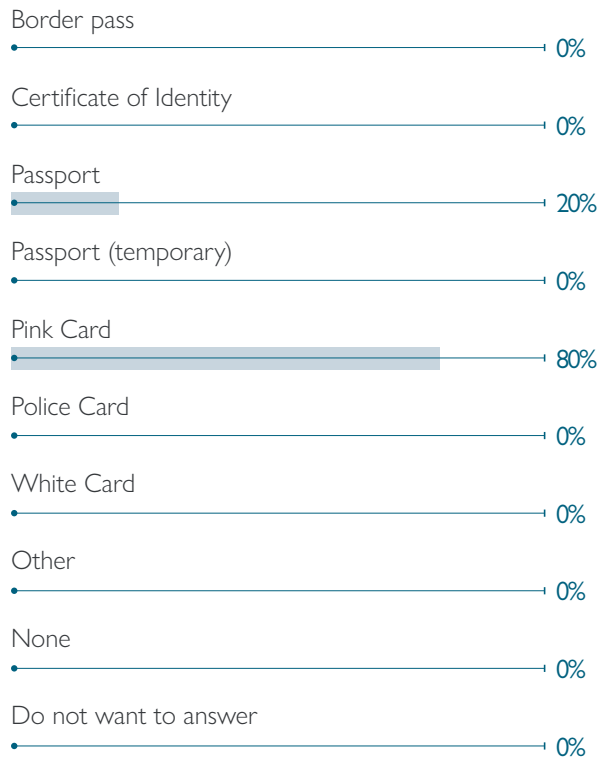 Border pass
0%
Certificate of Identity
0%
Passport
20%
Passport (temporary)
0%
Pink Card
80%
Police Card
0%
White Card
0%
Other
0%
None
0%
Do not want to answer
0%